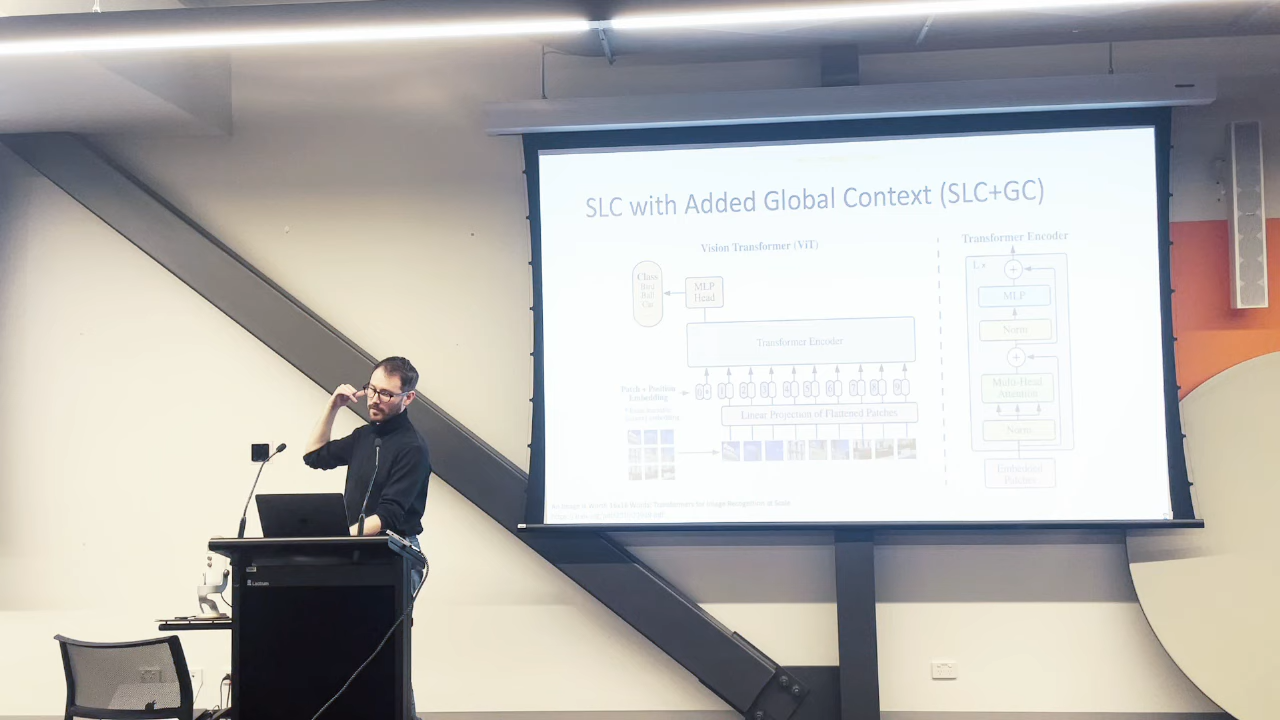 SLC with Added Global Context (SLC+GC)
Vision Transformer (ViT)
Class
Bird
Ball
Car
MLP
Head
Transformer Encoder
Patch + Position
Embedding
Linear Projection of Flattened Patches
Transformer Encoder
L x
+
MLP
Norm
+
Multi-Head
Attention
Norm
Embedded
Patches
Lectrum